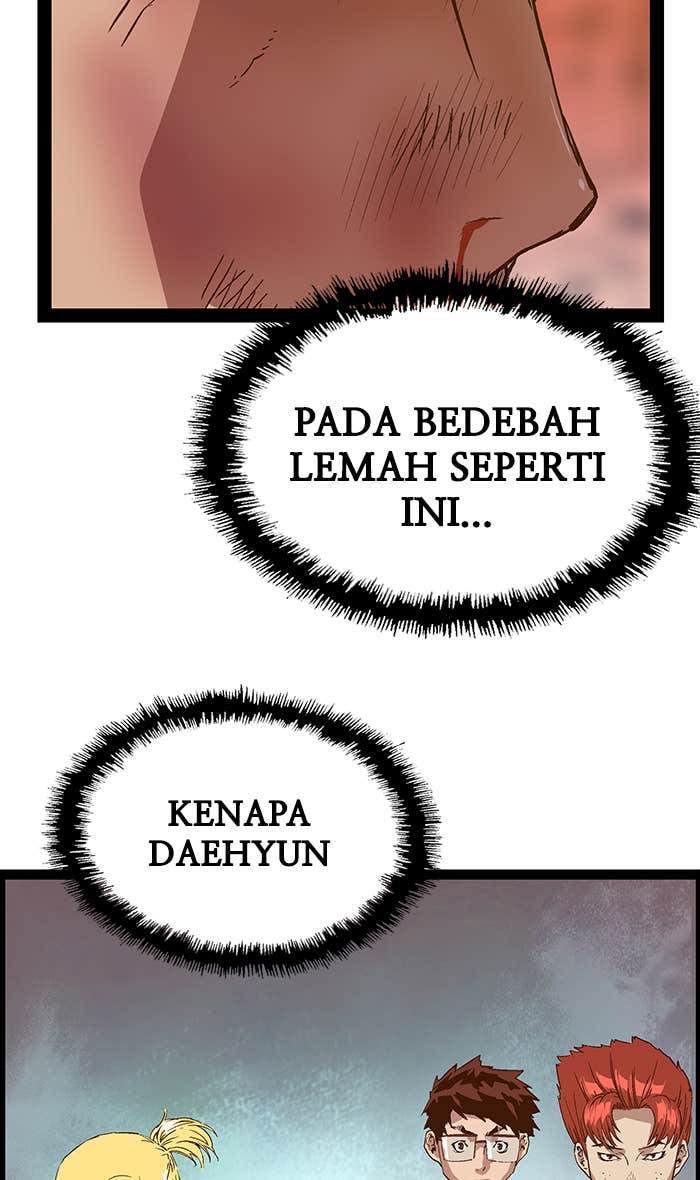 PADA BEDEBAH
LEMAH SEPERTI
INI...
KENAPA
DAEHYUN